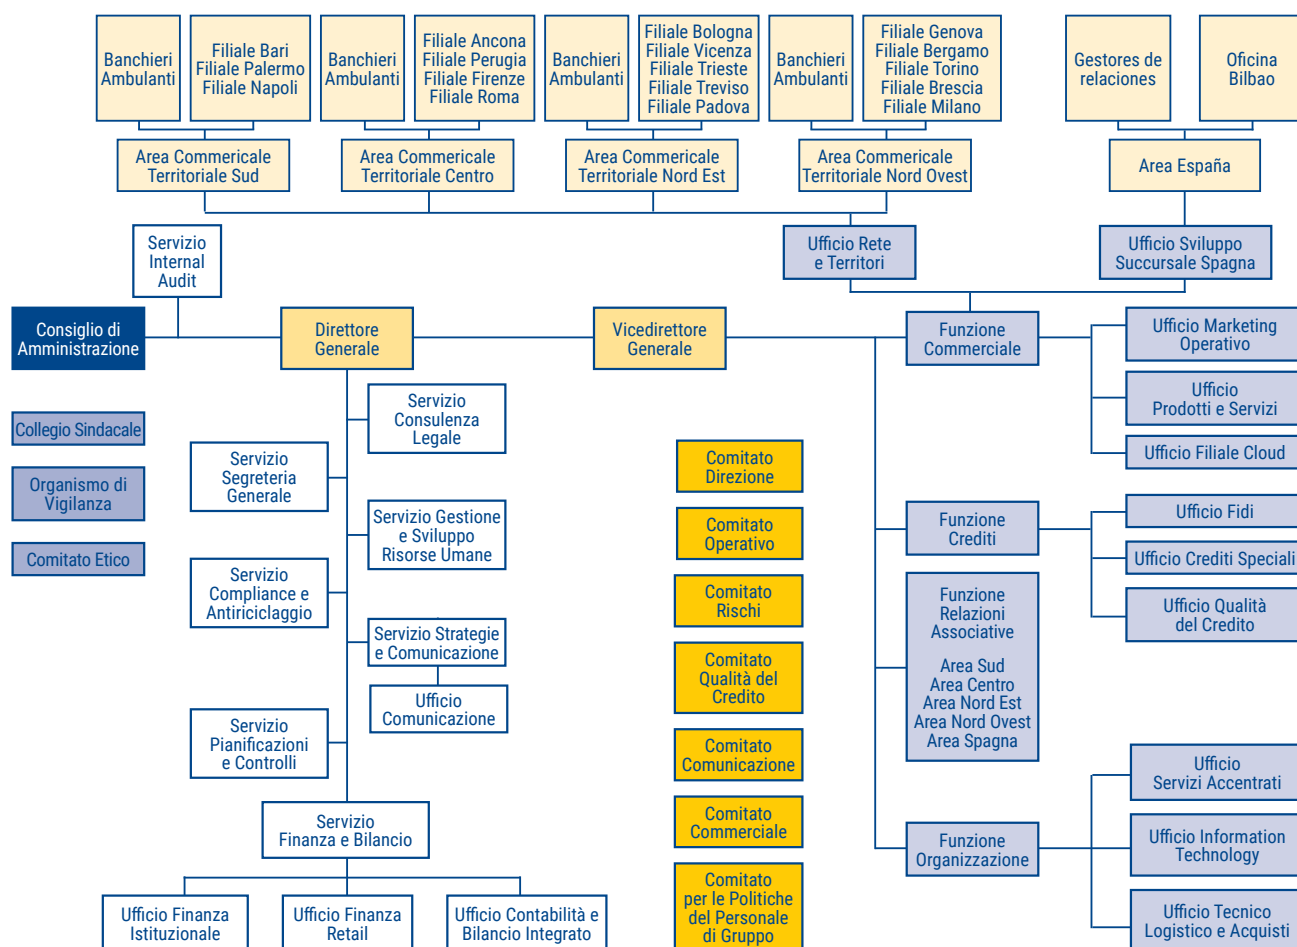 Banchieri
Ambulanti
Filiale Bari
Filiale Palermo
Filiale Napoli
Banchieri
Ambulanti
Filiale Ancona
Filiale Perugia
Filiale Firenze
Filiale Roma
Banchieri
Ambulanti
Filiale Bologna
Filiale Vicenza
Filiale Trieste
Filiale Treviso
Filiale Padova
Banchieri
Ambulanti
Filiale Genova
Filiale Bergamo
Filiale Torino
Filiale Brescia
Filiale Milano
Gestores de
relaciones
Oficina
Bilbao
Area Commericale
Territoriale Sud
Area Commericale
Territoriale Centro
Area Commericale
Territoriale Nord Est
Area Commericale
Territoriale Nord Ovest
Area España
Servizio
Internal
Audit
Ufficio Rete
e Territori
Ufficio Sviluppo
Succursale Spagna
Consiglio di
Amministrazione
Direttore
Generale
Vicedirettore
Generale
Funzione
Commerciale
Ufficio Marketing
Operativo
Ufficio
Prodotti e Servizi
Ufficio Filiale Cloud
Collegio Sindacale
Organismo di
Vigilanza
Comitato Etico
Servizio
Consulenza
Legale
Servizio
Segreteria
Generale
Servizio Gestione
e Sviluppo
Risorse Umane
Servizio
Compliance e
Antiriciclaggio
Servizio Strategie
e Comunicazione
Ufficio
Comunicazione
Servizio
Pianificazioni
e Controlli
Servizio
Finanza e Bilancio
Ufficio Finanza
Istituzionale
Ufficio Finanza
Retail
Ufficio Contabilità e
Bilancio Integrato
Comitato
Direzione
Comitato
Operativo
Comitato
Rischi
Comitato
Qualità del
Credito
Comitato
Comunicazione
Comitato
Commerciale
Comitato
per le Politiche
del Personale
di Gruppo
Funzione
Crediti
Ufficio Fidi
Ufficio Crediti Speciali
Ufficio Qualità
del Credito
Funzione
Relazioni
Associative
Area Sud
Area Centro
Area Nord Est
Area Nord Ovest
Area Spagna
Funzione
Organizzazione
Ufficio
Servizi Accentrati
Ufficio Information
Technology
Ufficio Tecnico
Logistico e Acquisti